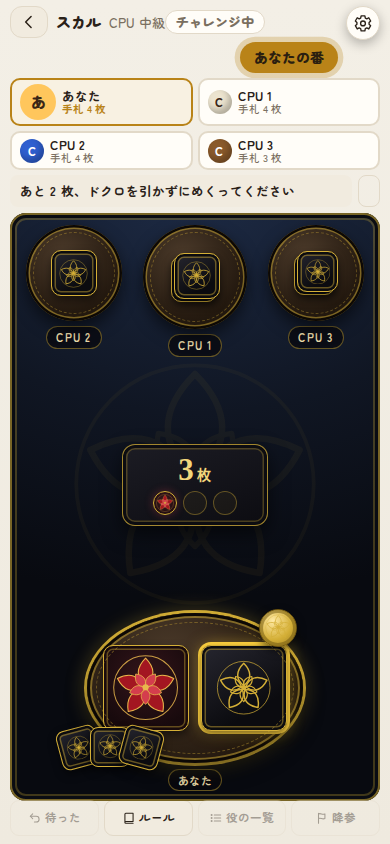 スカル CPU 中級 チャレンジ中
あなたの番
あ あなた
手札 4 枚
C CPU 1
手札 4 枚
C CPU 2
手札 4 枚
C CPU 3
手札 3 枚
あと 2 枚、ドクロを引かずにめくってください
CPU 2
CPU 1
CPU 3
3 枚
あなた
待った
ルール
役の一覧
降参